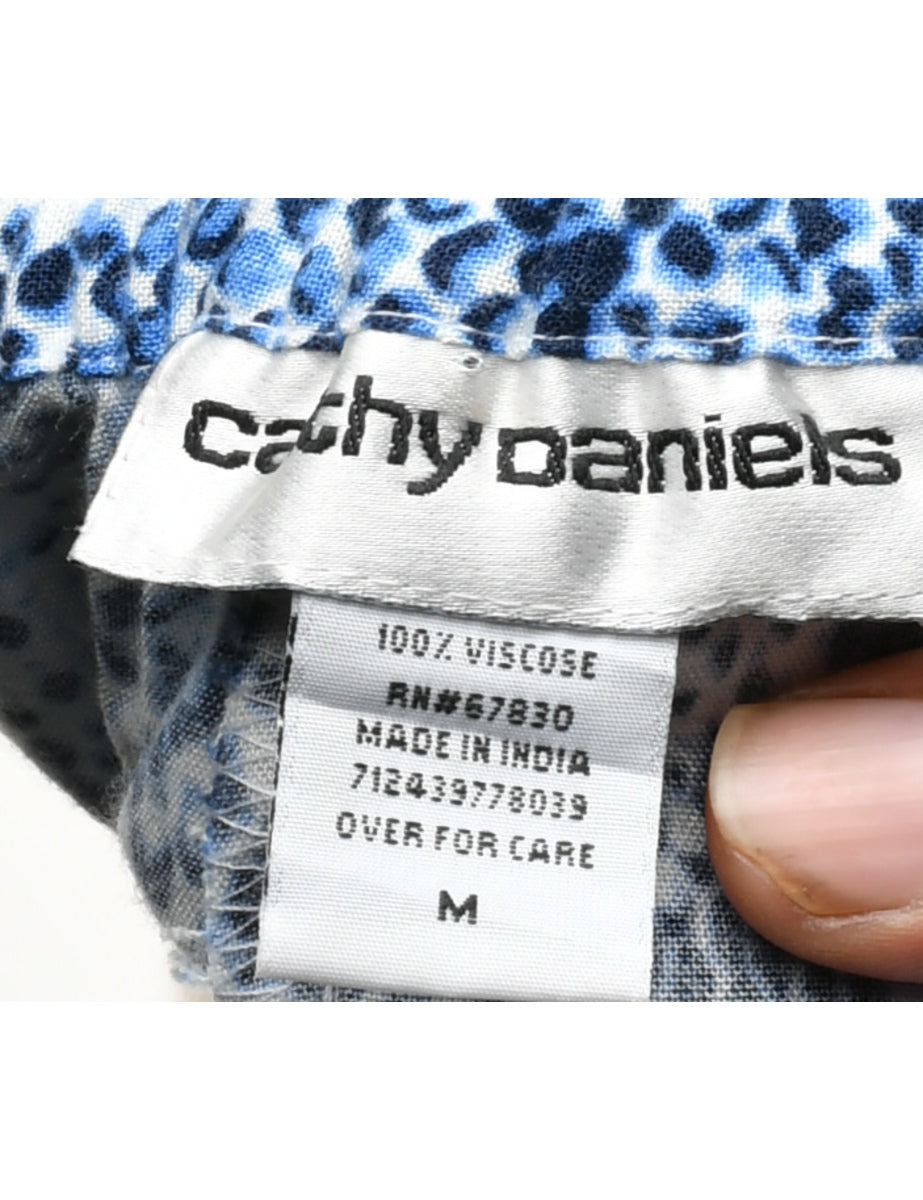 cathy Daniels
100% VISCOSE
RN#67830
MADE IN INDIA
712439778039
OVER FOR CARE
M